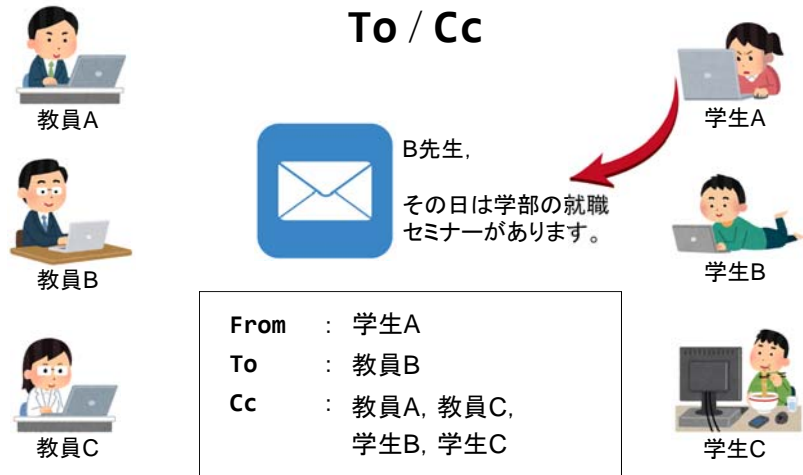 To / Cc
教員A
学生A
B先生,
その日は学部の就職
セミナーがあります。
教員B
学生B
From : 学生A
To : 教員B
Cc : 教員A, 教員C,
学生B, 学生C
教員C
学生C